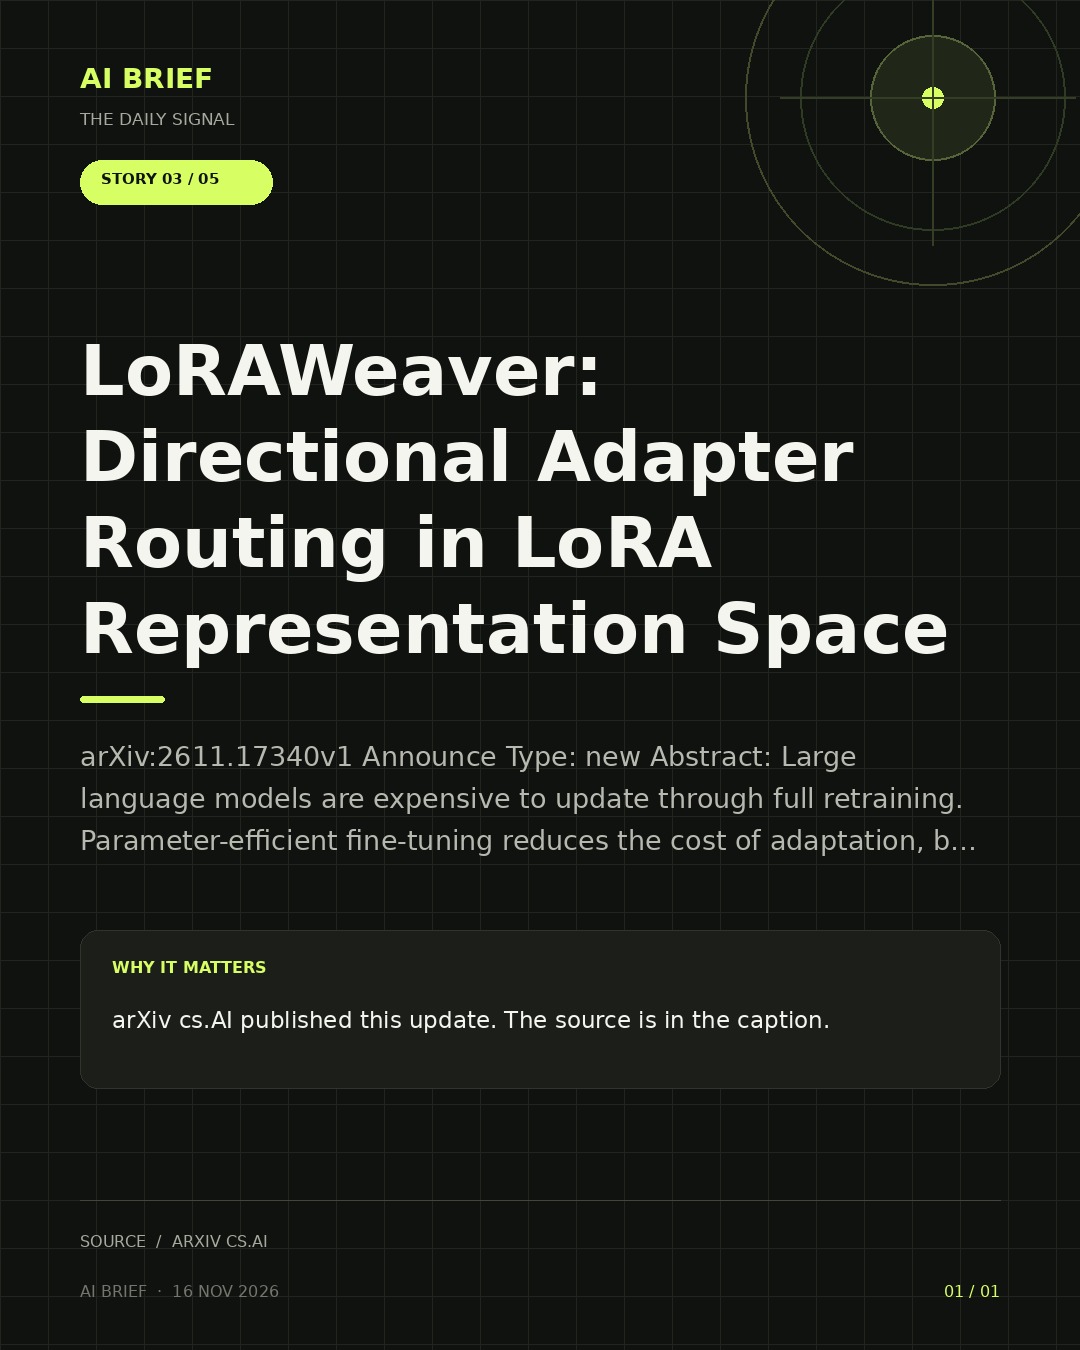 AI BRIEF
THE DAILY SIGNAL
STORY 03 / 05
LoRAWeaver:
Directional Adapter
Routing in LoRA
Representation Space
arXiv:2611.17340v1 Announce Type: new Abstract: Large
language models are expensive to update through full retraining.
Parameter-efficient fine-tuning reduces the cost of adaptation, b...
WHY IT MATTERS
arXiv cs.AI published this update. The source is in the caption.
SOURCE / ARXIV CS.AI
AI BRIEF · 16 NOV 2026
01 / 01